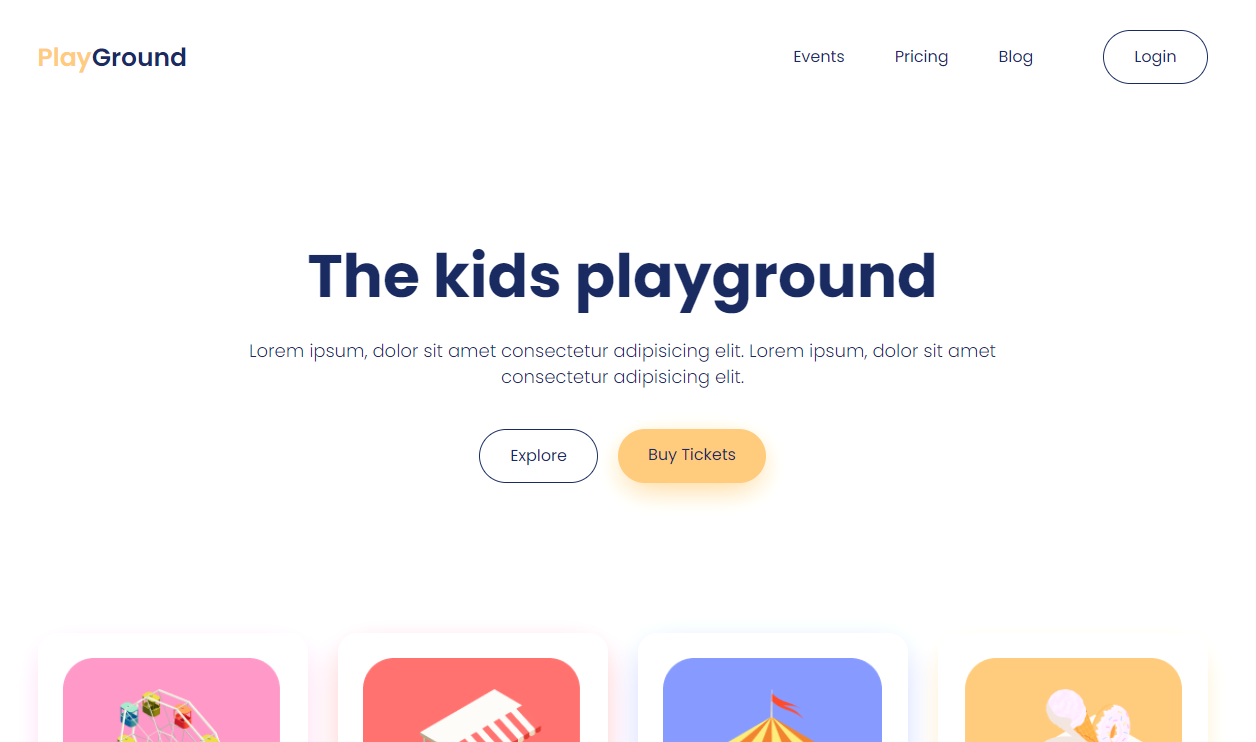 PlayGround
Events Pricing Blog Login
The kids playground
Lorem ipsum, dolor sit amet consectetur adipisicing elit. Lorem ipsum, dolor sit amet
consectetur adipisicing elit.
Explore Buy Tickets